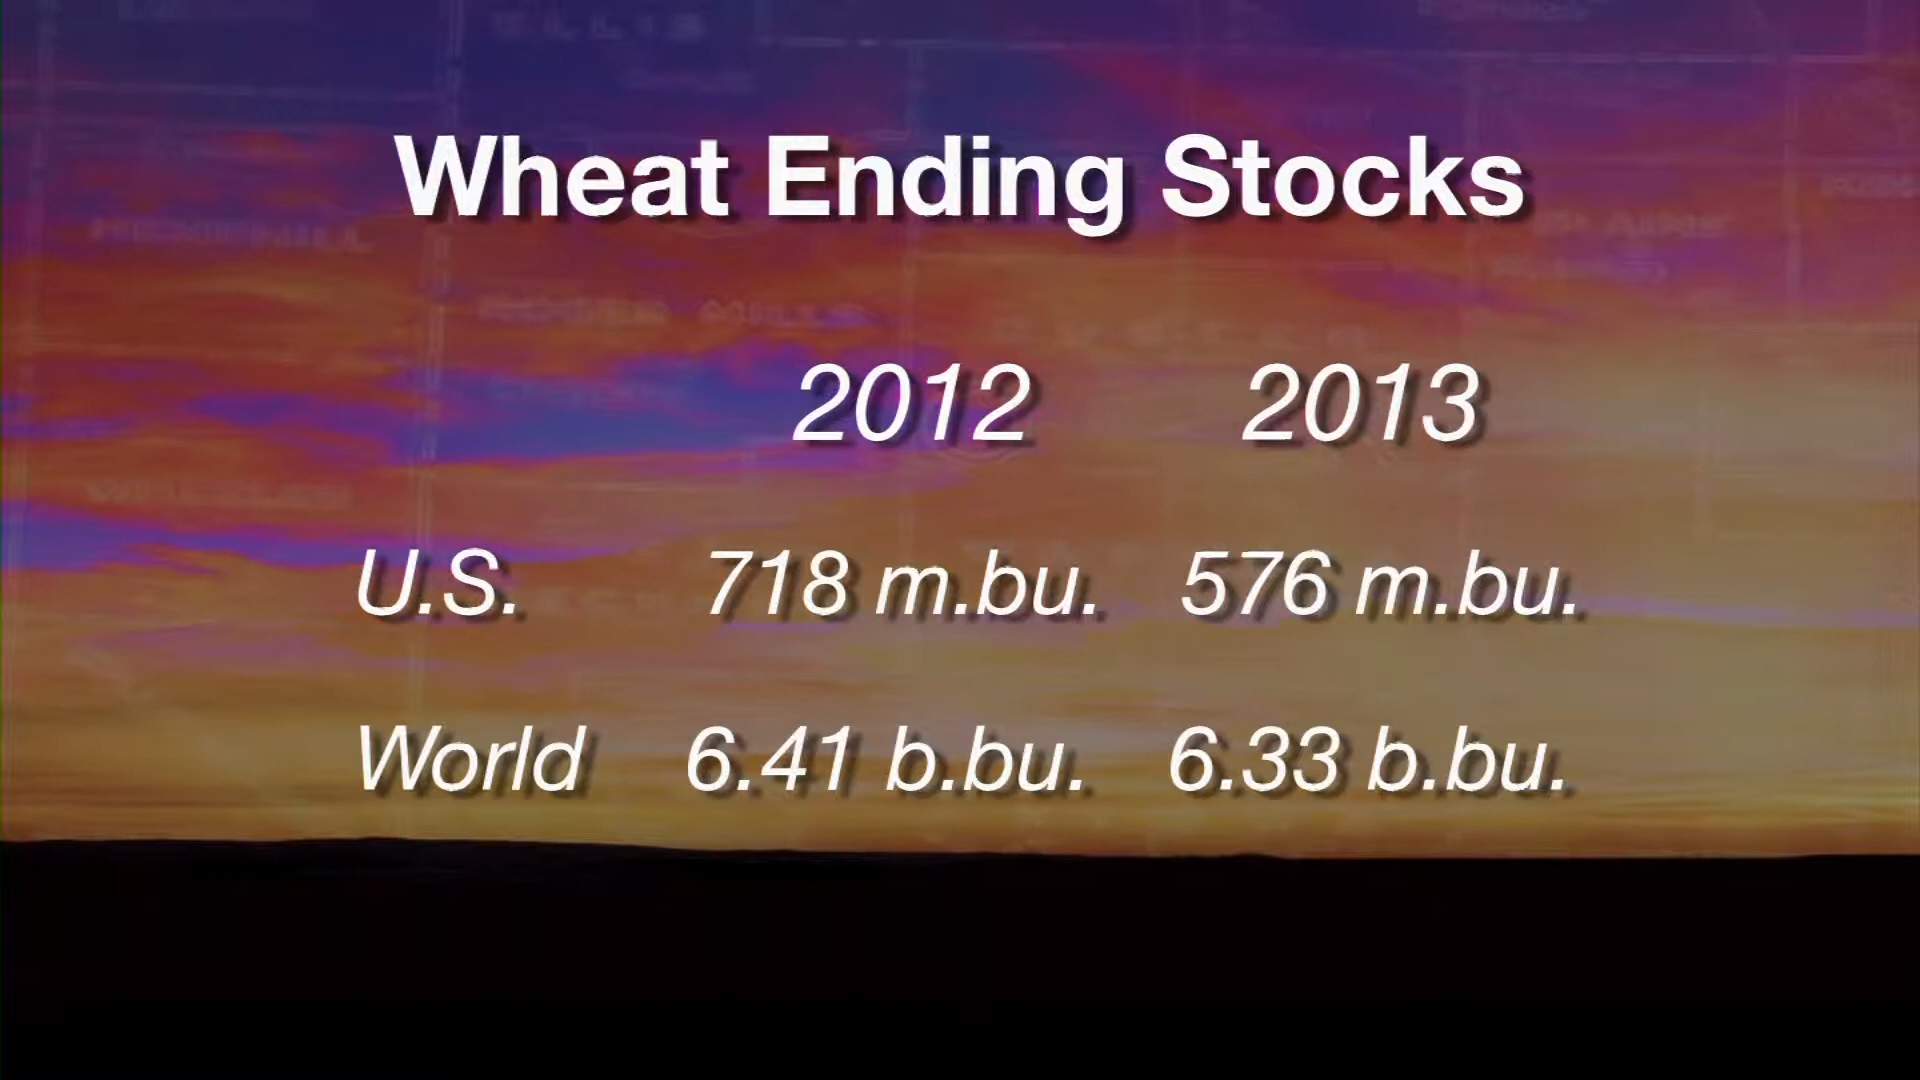 Wheat Ending Stocks
2012 2013
U.S. 718 m.bu. 576 m.bu.
World 6.41 b.bu. 6.33 b.bu.